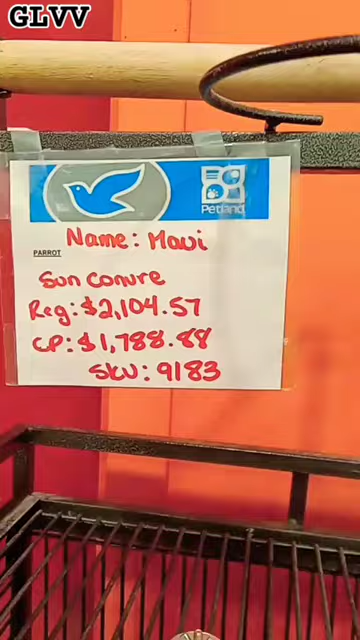 GLVV
Petland
Name: Maui
PARROT
Sun Conure
Reg: $2,104.57
CP: $1,788.88
SKU: 9183